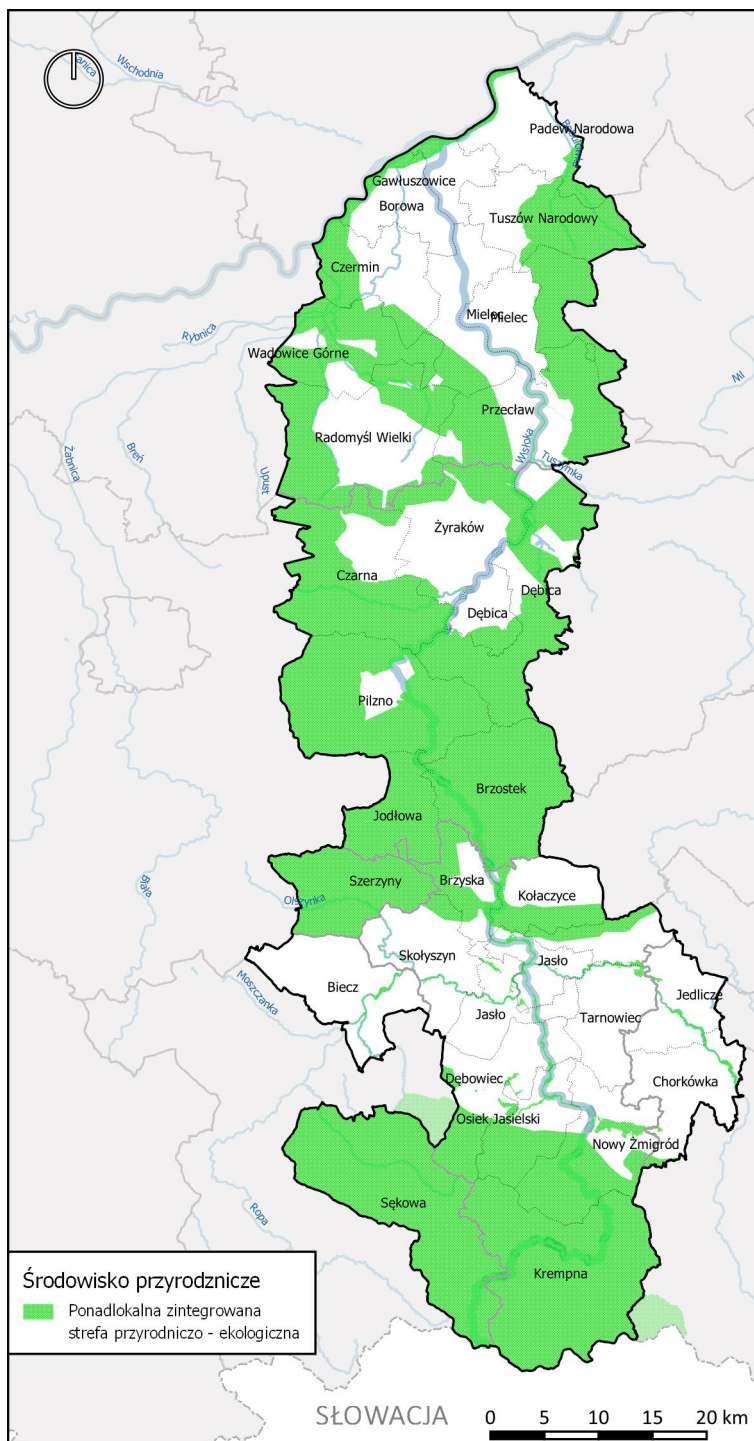 Wschodnia
Padew Narodowa
Gawłuszowice
Borowa
Tuszów Narodowy
Czermin
Mielec
Mielec
Rybnica
Wadowice Górne
Przecław
Radomyśl Wielki
Wisłoka
Tuszymka
Żabnica
Breń
Upust
Żyraków
Czarna
Dębica
Dębica
Pilzno
Brzostek
Jodłowa
Szerzyny
Brzyska
Kołaczyce
Biała
Olszynka
Skołyszyn
Jasło
Biecz
Moszczanka
Jedlicze
Jasło
Tarnowiec
Dębowiec
Chorkówka
Osiek Jasielski
Nowy Żmigród
Ropa
Sękowa
Krempna
Środowisko przyrodznicze
Ponadlokalna zintegrowana
strefa przyrodniczo - ekologiczna
SŁOWACJA
0 5 10 15 20 km